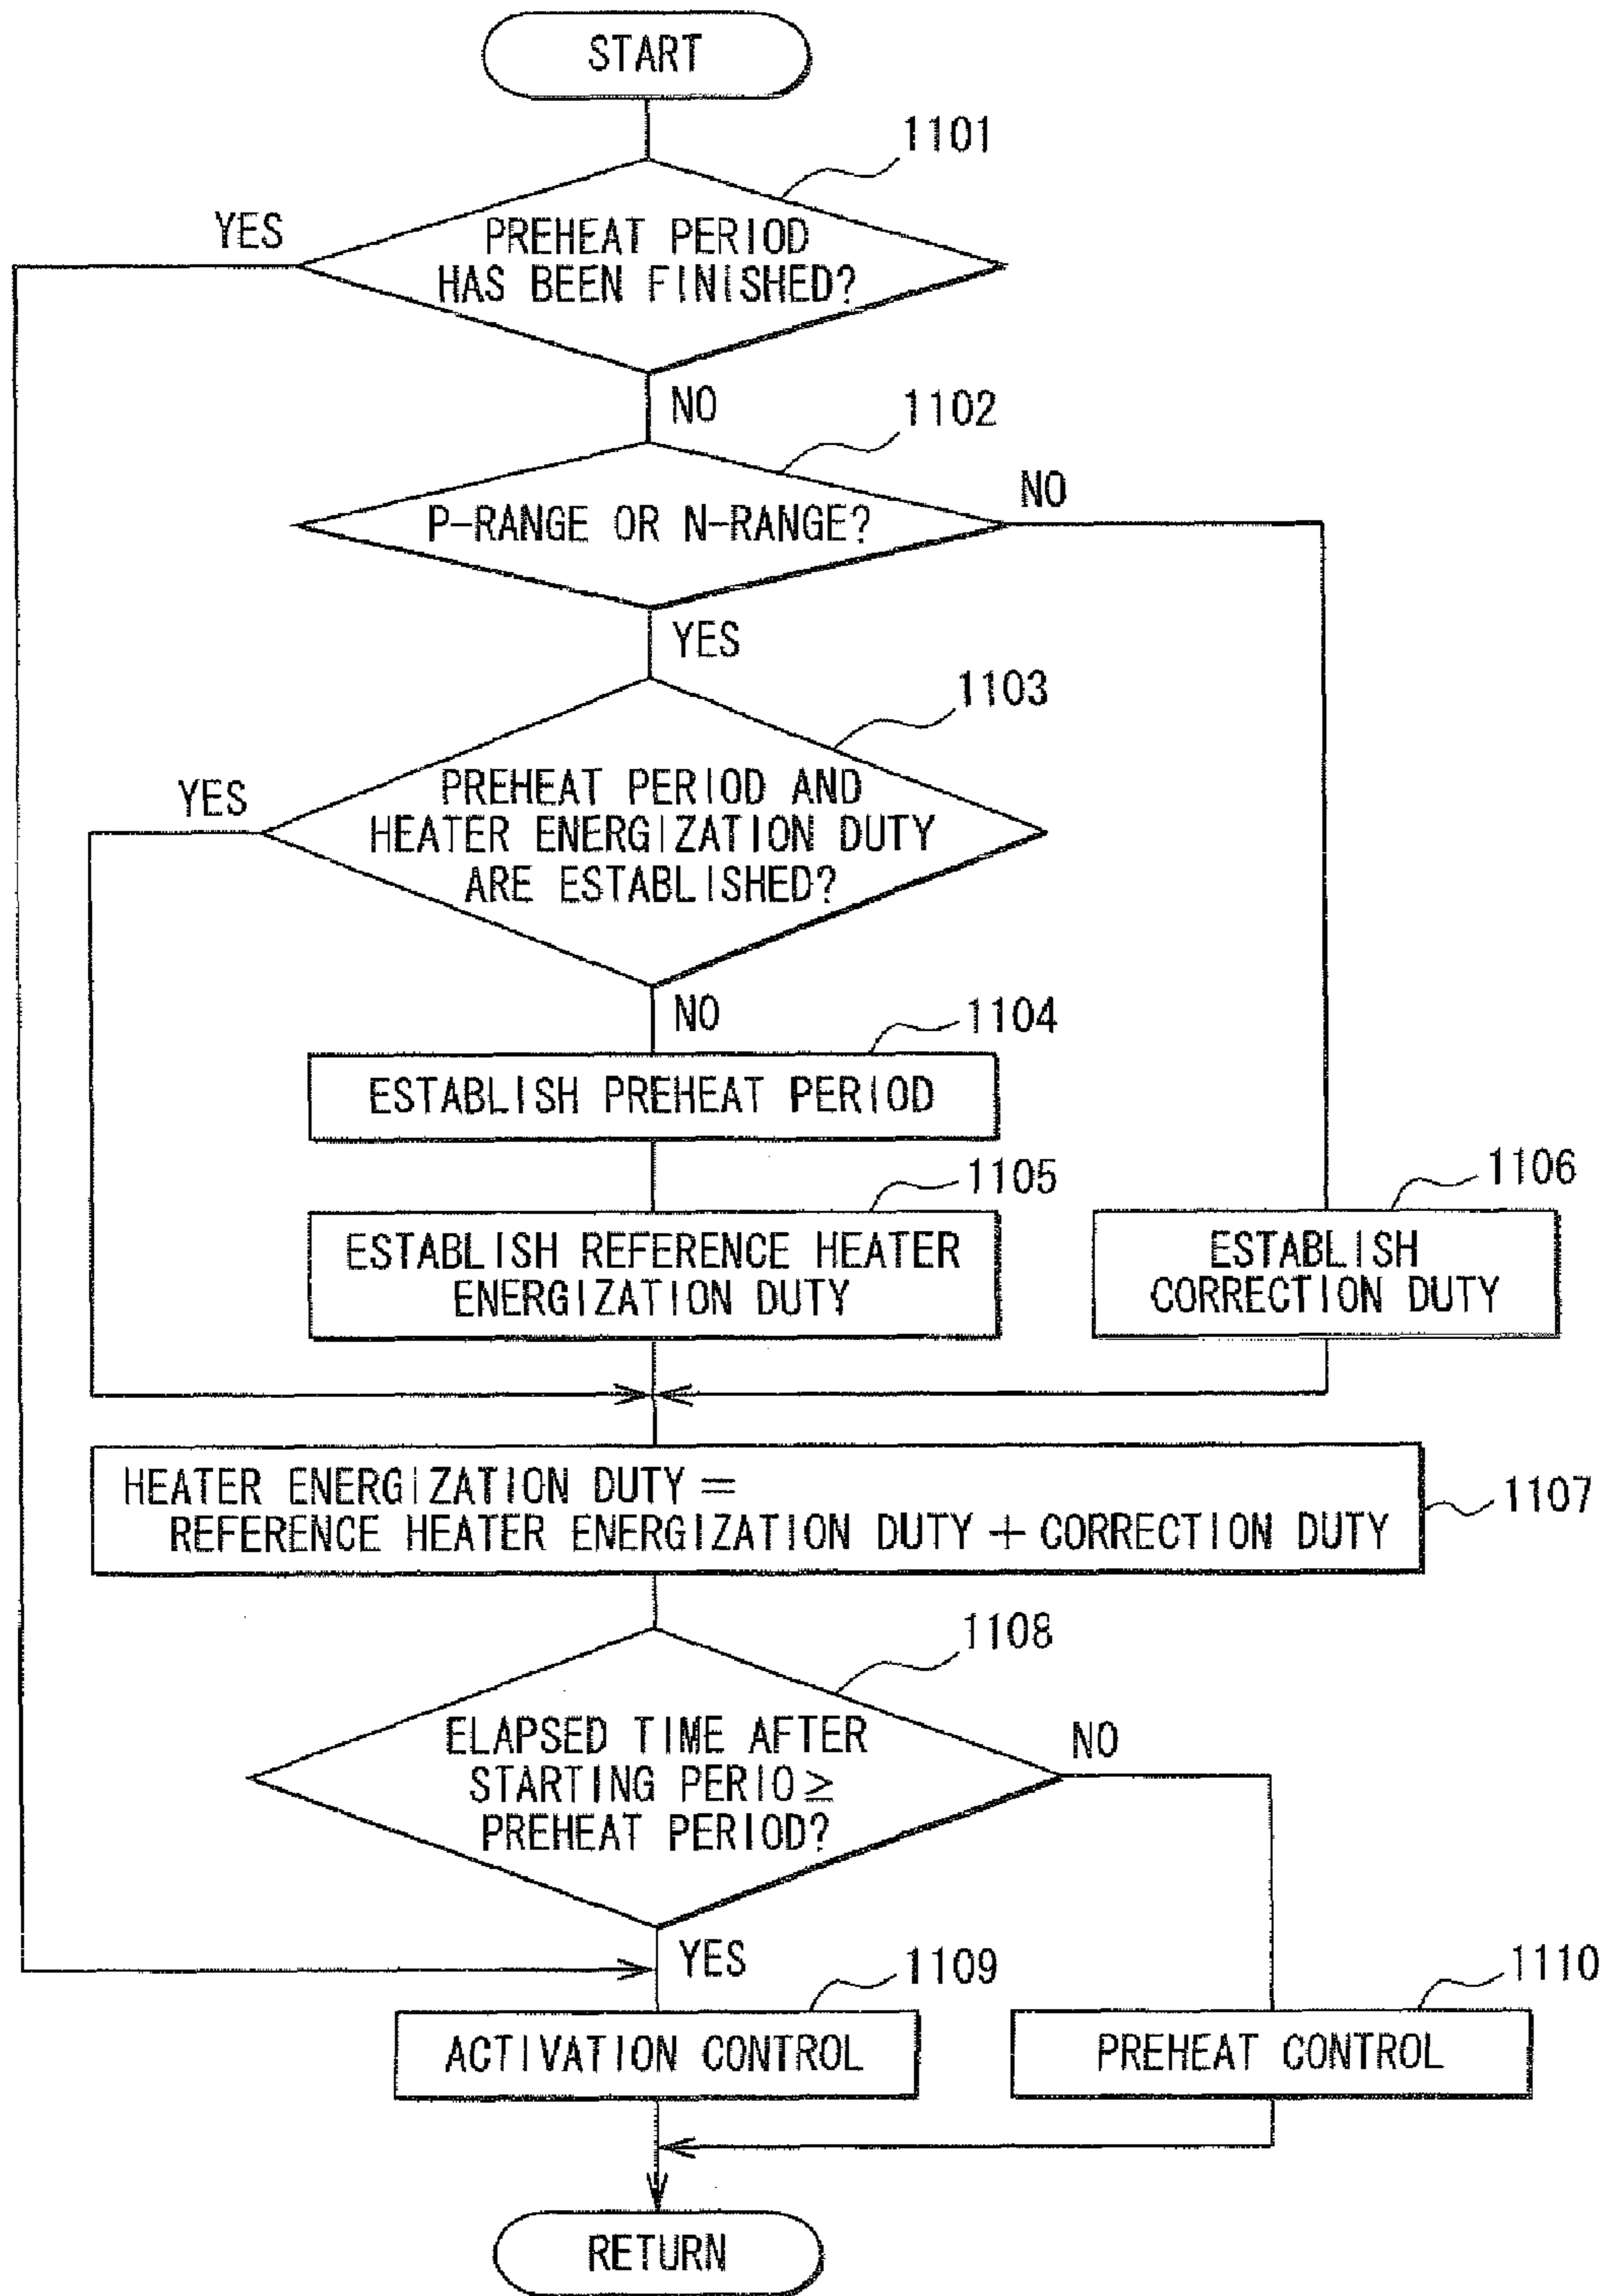 START
1101
YES
PREHEAT PERIOD
HAS BEEN FINISHED?
NO
1102
P-RANGE OR N-RANGE?
NO
YES
1103
YES
PREHEAT PERIOD AND
HEATER ENERGIZATION DUTY
ARE ESTABLISHED?
NO
1104
ESTABLISH PREHEAT PERIOD
1105
ESTABLISH REFERENCE HEATER
ENERGIZATION DUTY
1106
ESTABLISH
CORRECTION DUTY
HEATER ENERGIZATION DUTY =
REFERENCE HEATER ENERGIZATION DUTY + CORRECTION DUTY
1107
1108
ELAPSED TIME AFTER
STARTING PERIO ≥
PREHEAT PERIOD?
NO
YES
1109
ACTIVATION CONTROL
1110
PREHEAT CONTROL
RETURN